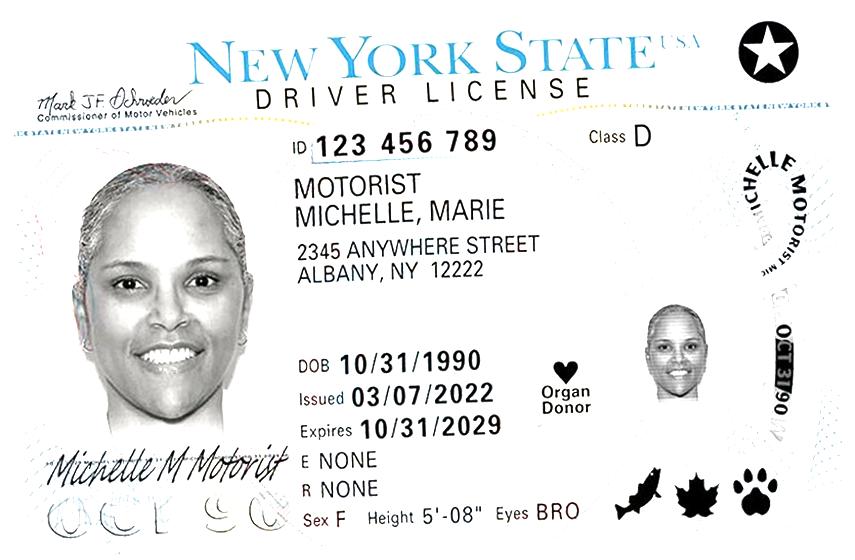 NEW YORK STATE USA
DRIVER LICENSE
Mark J.F. Schroeder
Commissioner of Motor Vehicles
ID 123 456 789
Class D
MOTORIST
MICHELLE, MARIE
2345 ANYWHERE STREET
ALBANY, NY 12222
MICHELLE MOTORIST
DOB 10/31/1990
Issued 03/07/2022
Expires 10/31/2029
Organ
Donor
OCT 31/90
E NONE
R NONE
Sex F Height 5'-08" Eyes BRO
Michelle M Motorist
OCT 90